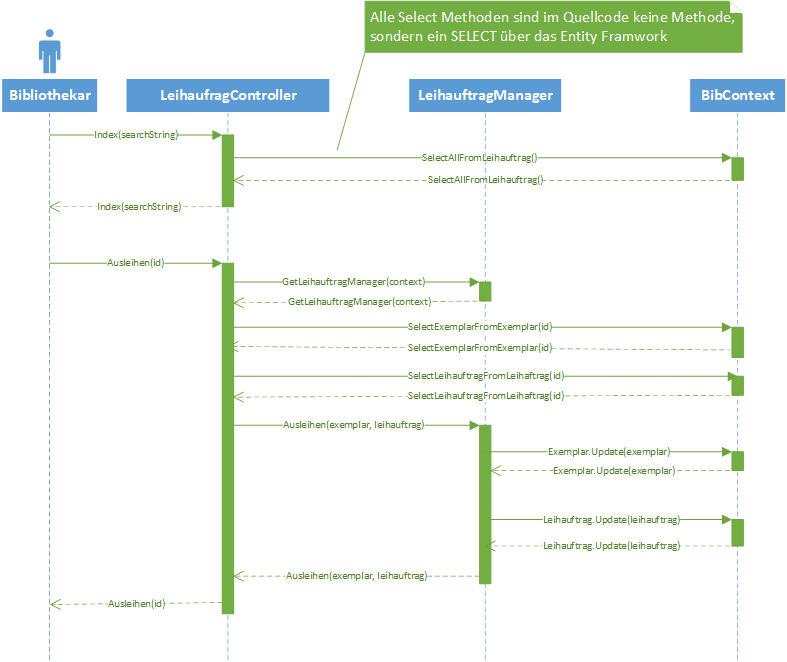 Alle Select Methoden sind im Quellcode keine Methode,
sondern ein SELECT über das Entity Framwork
Bibliothekar
LeihaufragController
LeihauftragManager
BibContext
Index(searchString)
SelectAllFromLeihauftrag()
SelectAllFromLeihauftrag()
Index(searchString)
Ausleihen(id)
GetLeihauftragManager(context)
GetLeihauftragManager(context)
SelectExemplarFromExemplar(id)
SelectExemplarFromExemplar(id)
SelectLeihauftragFromLeihaftrag(id)
SelectLeihauftragFromLeihaftrag(id)
Ausleihen(exemplar, leihauftrag)
Exemplar.Update(exemplar)
Exemplar.Update(exemplar)
Leihauftrag.Update(leihauftrag)
Leihauftrag.Update(leihauftrag)
Ausleihen(exemplar, leihauftrag)
Ausleihen(id)